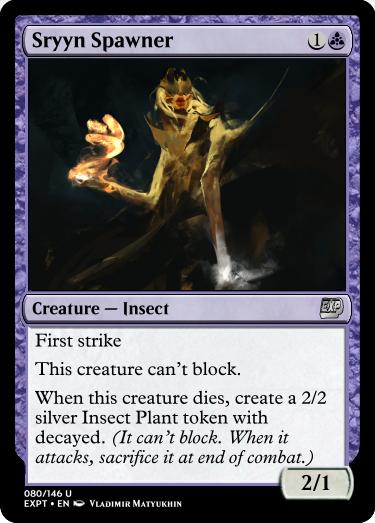 Sryyn Spawner 1
Creature — Insect EXP
First strike
This creature can't block.
When this creature dies, create a 2/2
silver Insect Plant token with
decayed. (It can't block. When it
attacks, sacrifice it at end of combat.)
2/1
080/146 U
EXPT • EN Vladimir Matyukhin